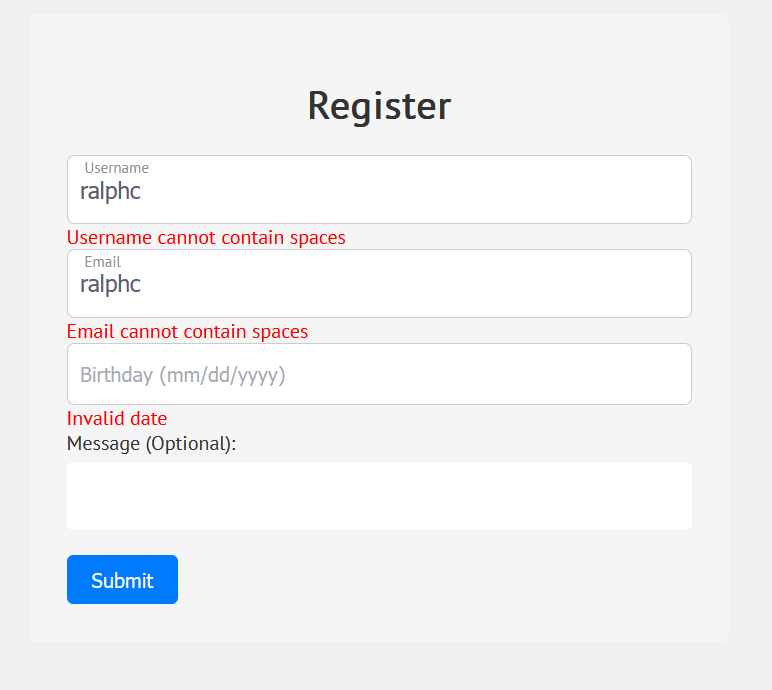 Register
Username
ralphc
Username cannot contain spaces
Email
ralphc
Email cannot contain spaces
Birthday (mm/dd/yyyy)
Invalid date
Message (Optional):
Submit